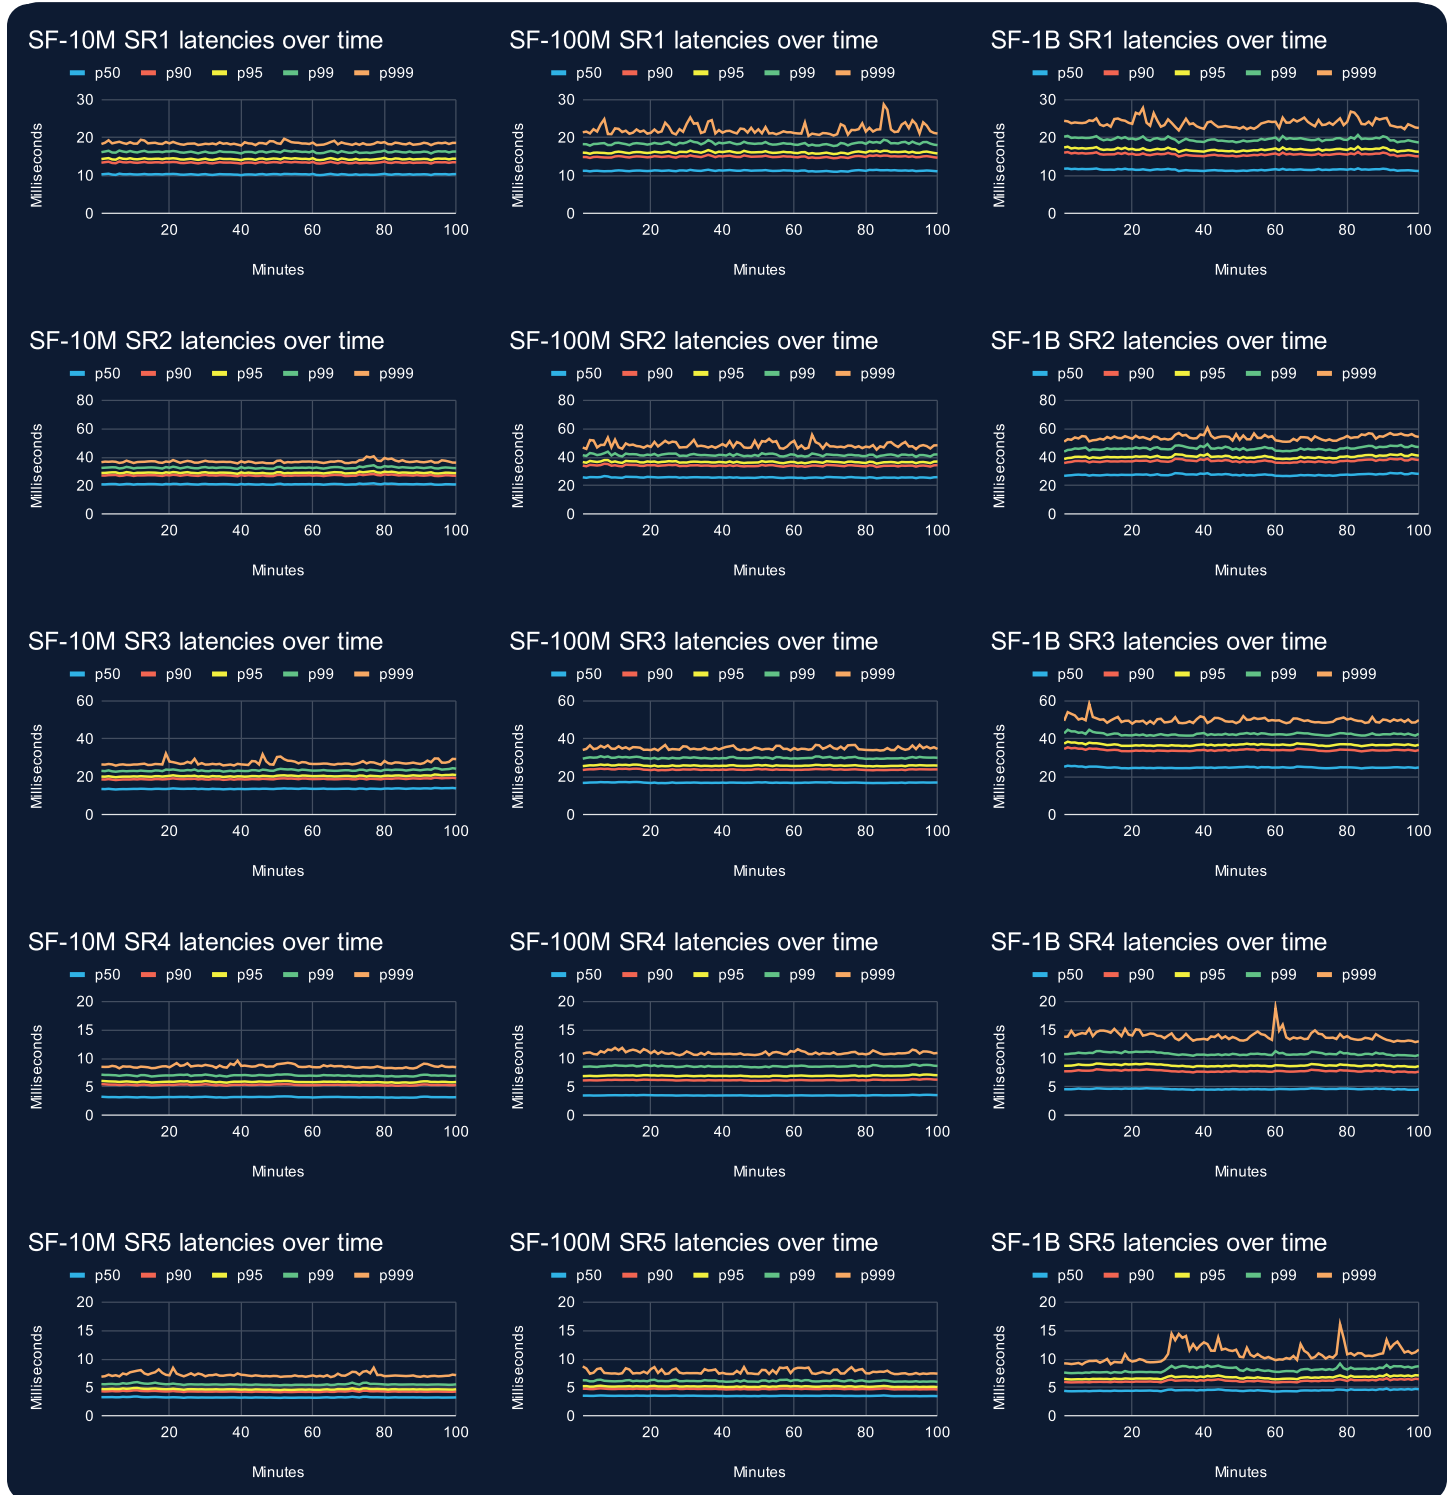 SF-10M SR1 latencies over time
p50 p90 p95 p99 p999
30
20
10
0
Milliseconds
20 40 60 80 100
Minutes
SF-100M SR1 latencies over time
p50 p90 p95 p99 p999
30
20
10
0
Milliseconds
20 40 60 80 100
Minutes
SF-1B SR1 latencies over time
p50 p90 p95 p99 p999
30
20
10
0
Milliseconds
20 40 60 80 100
Minutes
SF-10M SR2 latencies over time
p50 p90 p95 p99 p999
80
60
40
20
0
Milliseconds
20 40 60 80 100
Minutes
SF-100M SR2 latencies over time
p50 p90 p95 p99 p999
80
60
40
20
0
Milliseconds
20 40 60 80 100
Minutes
SF-1B SR2 latencies over time
p50 p90 p95 p99 p999
80
60
40
20
0
Milliseconds
20 40 60 80 100
Minutes
SF-10M SR3 latencies over time
p50 p90 p95 p99 p999
60
40
20
0
Milliseconds
20 40 60 80 100
Minutes
SF-100M SR3 latencies over time
p50 p90 p95 p99 p999
60
40
20
0
Milliseconds
20 40 60 80 100
Minutes
SF-1B SR3 latencies over time
p50 p90 p95 p99 p999
60
40
20
0
Milliseconds
20 40 60 80 100
Minutes
SF-10M SR4 latencies over time
p50 p90 p95 p99 p999
20
15
10
5
0
Milliseconds
20 40 60 80 100
Minutes
SF-100M SR4 latencies over time
p50 p90 p95 p99 p999
20
15
10
5
0
Milliseconds
20 40 60 80 100
Minutes
SF-1B SR4 latencies over time
p50 p90 p95 p99 p999
20
15
10
5
0
Milliseconds
20 40 60 80 100
Minutes
SF-10M SR5 latencies over time
p50 p90 p95 p99 p999
20
15
10
5
0
Milliseconds
20 40 60 80 100
Minutes
SF-100M SR5 latencies over time
p50 p90 p95 p99 p999
20
15
10
5
0
Milliseconds
20 40 60 80 100
Minutes
SF-1B SR5 latencies over time
p50 p90 p95 p99 p999
20
15
10
5
0
Milliseconds
20 40 60 80 100
Minutes